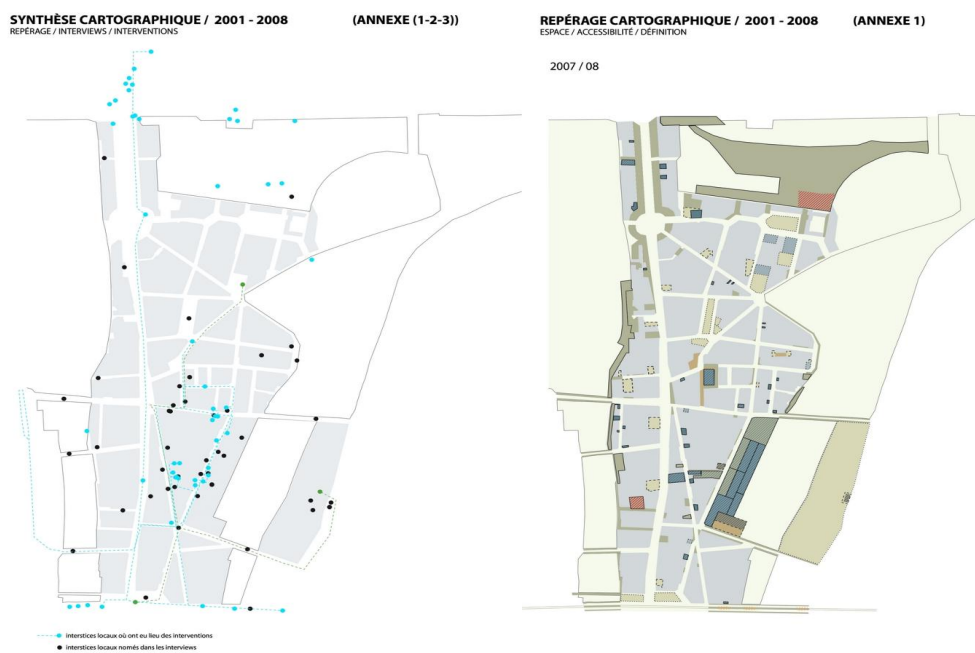 SYNTHÈSE CARTOGRAPHIQUE / 2001 - 2008 (ANNEXE (1-2-3))
REPÉRAGE / INTERVIEWS / INTERVENTIONS
interstices locaux où ont eu lieu des interventions
interstices locaux només dans les interviews
REPÉRAGE CARTOGRAPHIQUE / 2001 - 2008 (ANNEXE 1)
ESPACE / ACCESSIBILITÉ / DÉFINITION
2007 / 08